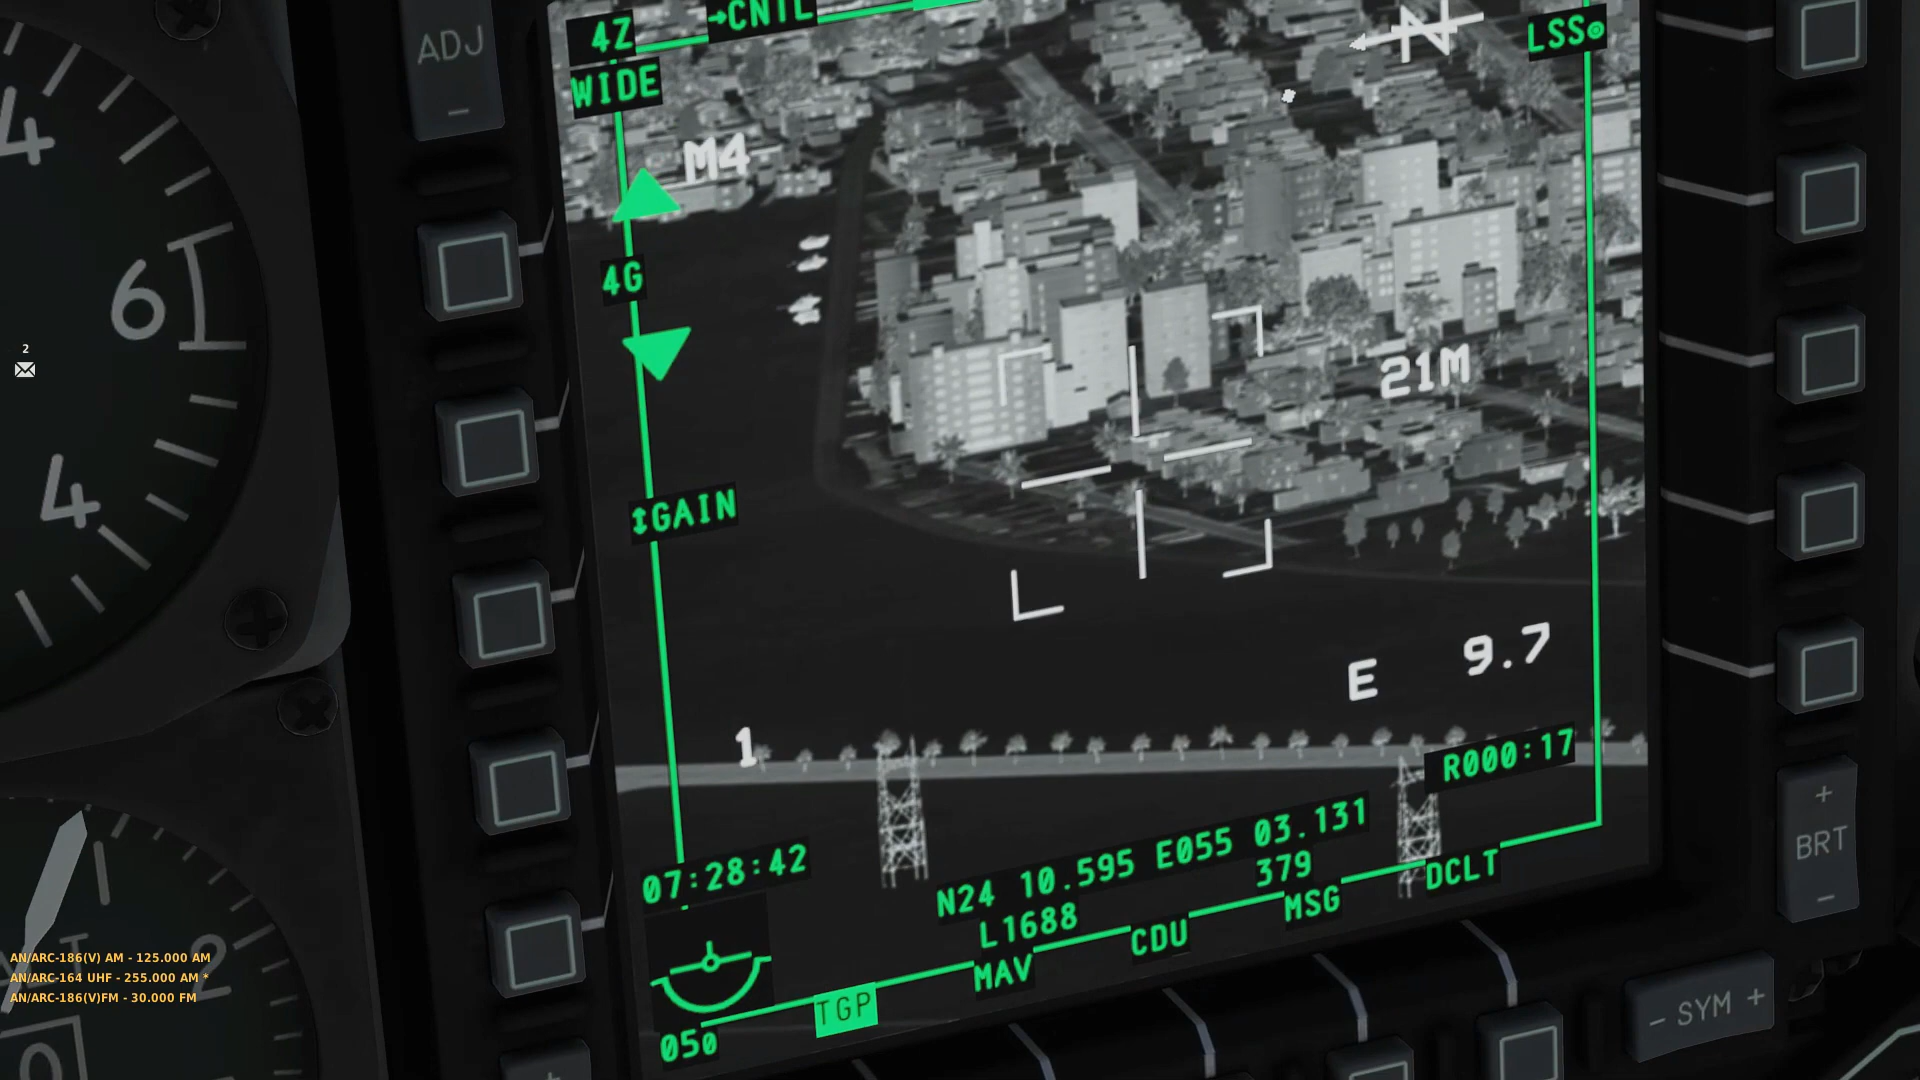 4Z
→CNTL
WIDE
LSS
N
ADJ
-
M4
4
6
4
4G
2
21M
↕GAIN
E 9.7
1
R000:17
07:28:42
N24 10.595 E055 03.131
L1688
379
DCLT
MSG
CDU
MAV
TGP
050
+
BRT
-
- SYM +
2
AN/ARC-186(V) AM - 125.000 AM
AN/ARC-164 UHF - 255.000 AM *
AN/ARC-186(V)FM - 30.000 FM
0